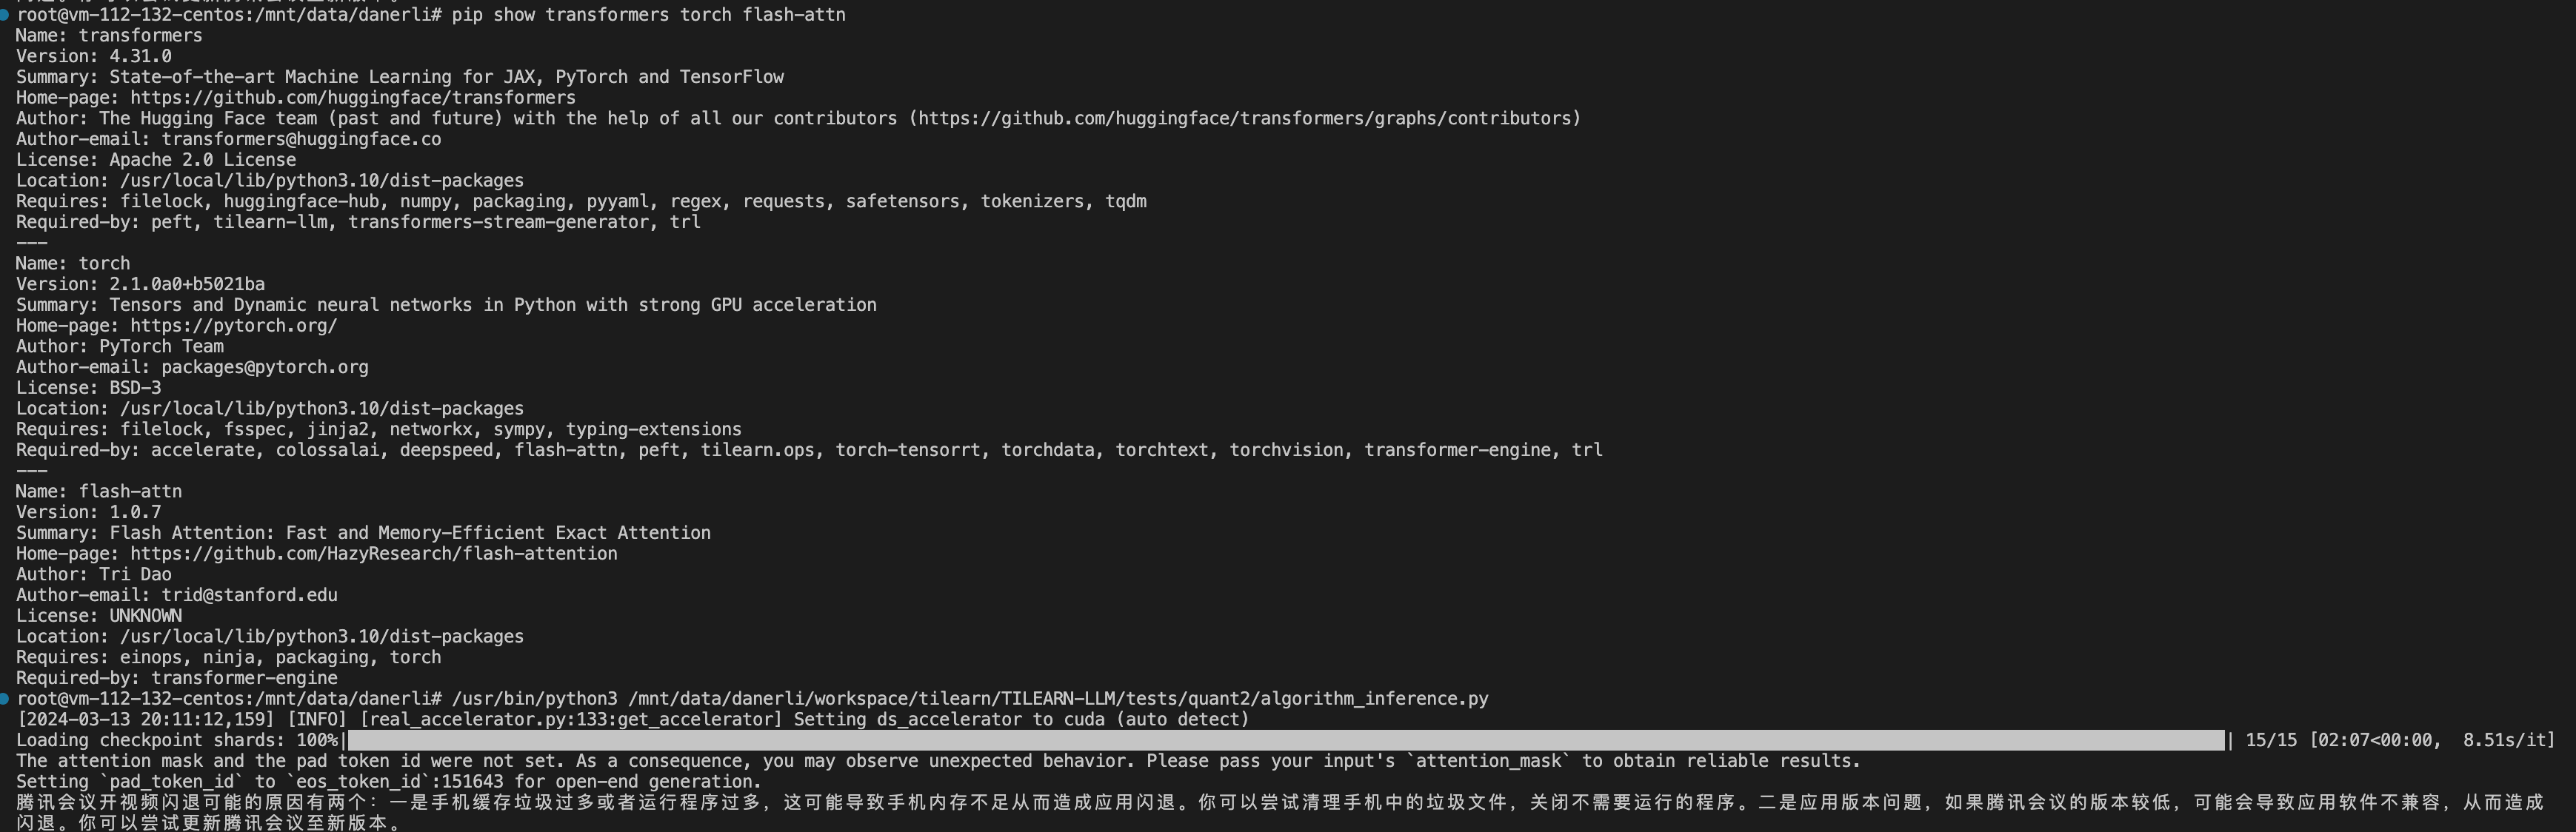 root@vm-112-132-centos:/mnt/data/danerli# pip show transformers torch flash-attn
Name: transformers
Version: 4.31.0
Summary: State-of-the-art Machine Learning for JAX, PyTorch and TensorFlow
Home-page: https://github.com/huggingface/transformers
Author: The Hugging Face team (past and future) with the help of all our contributors (https://github.com/huggingface/transformers/graphs/contributors)
Author-email: transformers@huggingface.co
License: Apache 2.0 License
Location: /usr/local/lib/python3.10/dist-packages
Requires: filelock, huggingface-hub, numpy, packaging, pyyaml, regex, requests, safetensors, tokenizers, tqdm
Required-by: peft, tilearn-llm, transformers-stream-generator, trl
---
Name: torch
Version: 2.1.0a0+b5021ba
Summary: Tensors and Dynamic neural networks in Python with strong GPU acceleration
Home-page: https://pytorch.org/
Author: PyTorch Team
Author-email: packages@pytorch.org
License: BSD-3
Location: /usr/local/lib/python3.10/dist-packages
Requires: filelock, fsspec, jinja2, networkx, sympy, typing-extensions
Required-by: accelerate, colossalai, deepspeed, flash-attn, peft, tilearn.ops, torch-tensorrt, torchdata, torchtext, torchvision, transformer-engine, trl
---
Name: flash-attn
Version: 1.0.7
Summary: Flash Attention: Fast and Memory-Efficient Exact Attention
Home-page: https://github.com/HazyResearch/flash-attention
Author: Tri Dao
Author-email: trid@stanford.edu
License: UNKNOWN
Location: /usr/local/lib/python3.10/dist-packages
Requires: einops, ninja, packaging, torch
Required-by: transformer-engine
root@vm-112-132-centos:/mnt/data/danerli# /usr/bin/python3 /mnt/data/danerli/workspace/tilearn/TILEARN-LLM/tests/quant2/algorithm_inference.py
[2024-03-13 20:11:12,159] [INFO] [real_accelerator.py:133:get_accelerator] Setting ds_accelerator to cuda (auto detect)
Loading checkpoint shards: 100%| | 15/15 [02:07<00:00,  8.51s/it]
The attention mask and the pad token id were not set. As a consequence, you may observe unexpected behavior. Please pass your input's `attention_mask` to obtain reliable results.
Setting `pad_token_id` to `eos_token_id`:151643 for open-end generation.
腾讯会议开视频闪退可能的原因有两个：一是手机缓存垃圾过多或者运行程序过多，这可能导致手机内存不足从而造成应用闪退。你可以尝试清理手机中的垃圾文件，关闭不需要运行的程序。二是应用版本问题，如果腾讯会议的版本较低，可能会导致应用软件不兼容，从而造成
闪退。你可以尝试更新腾讯会议至新版本。